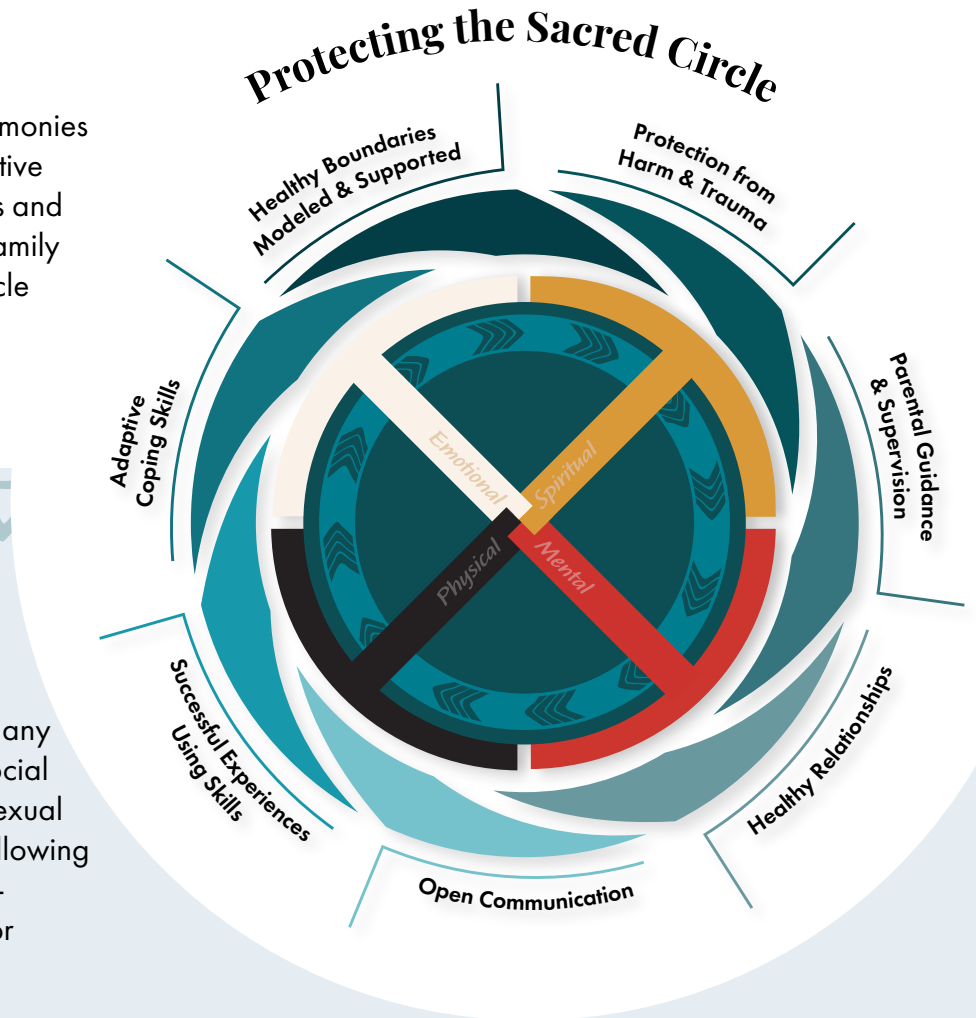 Protecting the Sacred Circle
monies
tive
s and
amily
cle
Healthy Boundaries
Modeled & Supported
Protection from
Harm & Trauma
Parental Guidance
& Supervision
Healthy Relationships
Open Communication
Successful Experiences
Using Skills
Adaptive
Coping Skills
Emotional
Spiritual
Physical
Mental
any
ocial
exual
llowing
-
or